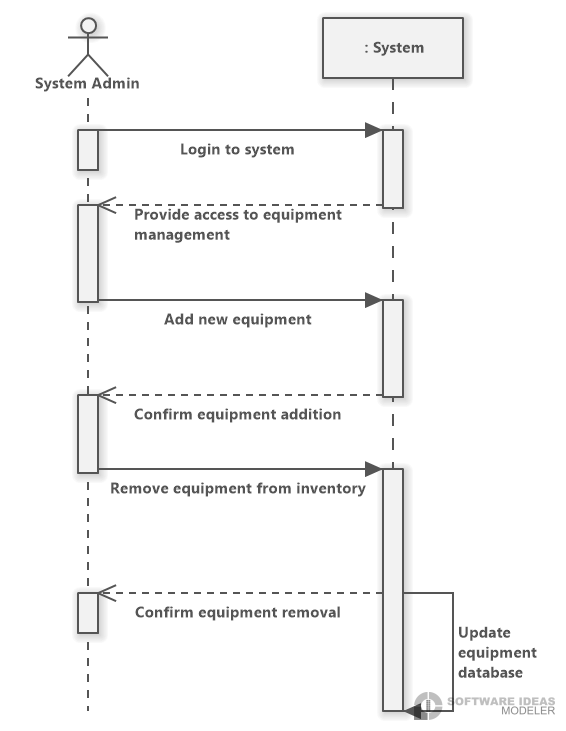 System Admin
: System
Login to system
Provide access to equipment
management
Add new equipment
Confirm equipment addition
Remove equipment from inventory
Confirm equipment removal
Update
equipment
database
SOFTWARE IDEAS
MODELER